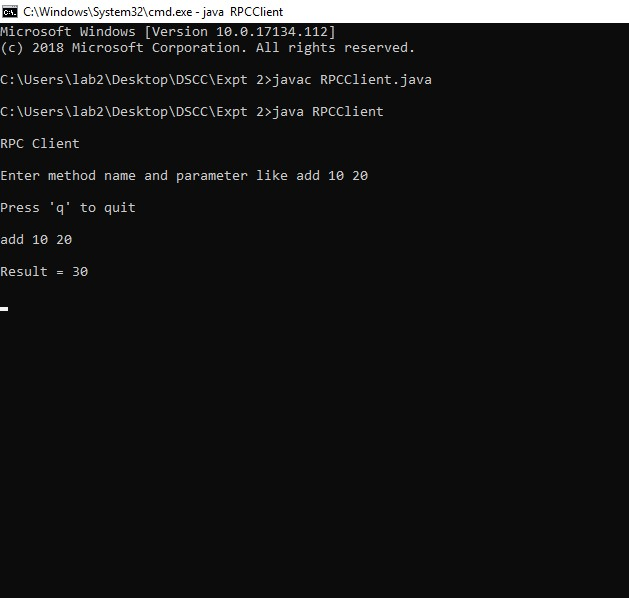 C:\Windows\System32\cmd.exe - java  RPCClient
Microsoft Windows [Version 10.0.17134.112]
(c) 2018 Microsoft Corporation. All rights reserved.
C:\Users\lab2\Desktop\DSCC\Expt 2>javac RPCClient.java
C:\Users\lab2\Desktop\DSCC\Expt 2>java RPCClient
RPC Client
Enter method name and parameter like add 10 20
Press 'q' to quit
add 10 20
Result = 30